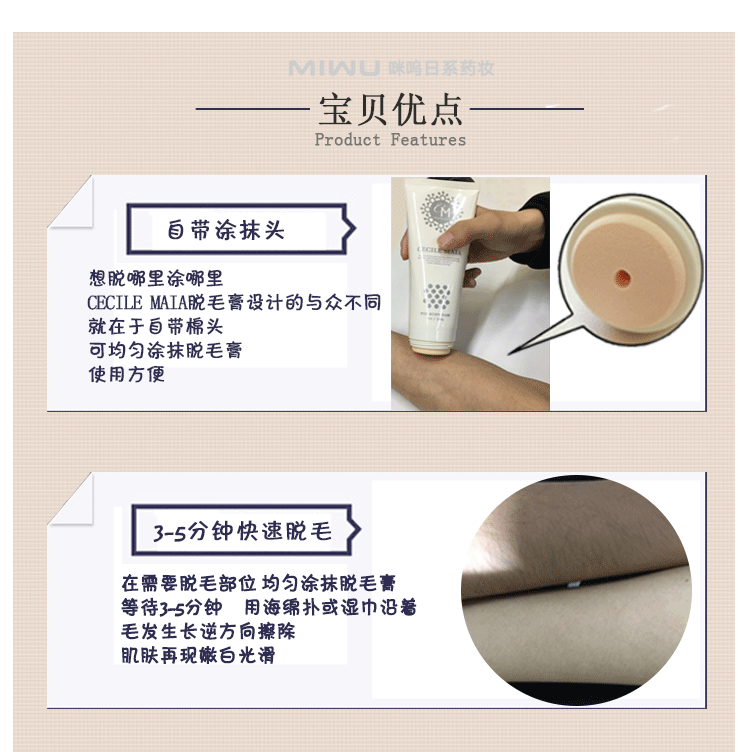 MIWU 咪呜日系药妆
宝贝优点
Product Features
自带涂抹头
想脱哪里涂哪里
CECILE MAIA脱毛膏设计的与众不同
就在于自带棉头
可均匀涂抹脱毛膏
使用方便
CM
CECILE MAIA
3-5分钟快速脱毛
在需要脱毛部位 均匀涂抹脱毛膏
等待3-5分钟 用海绵扑或湿巾沿着
毛发生长逆方向擦除
肌肤再现嫩白光滑